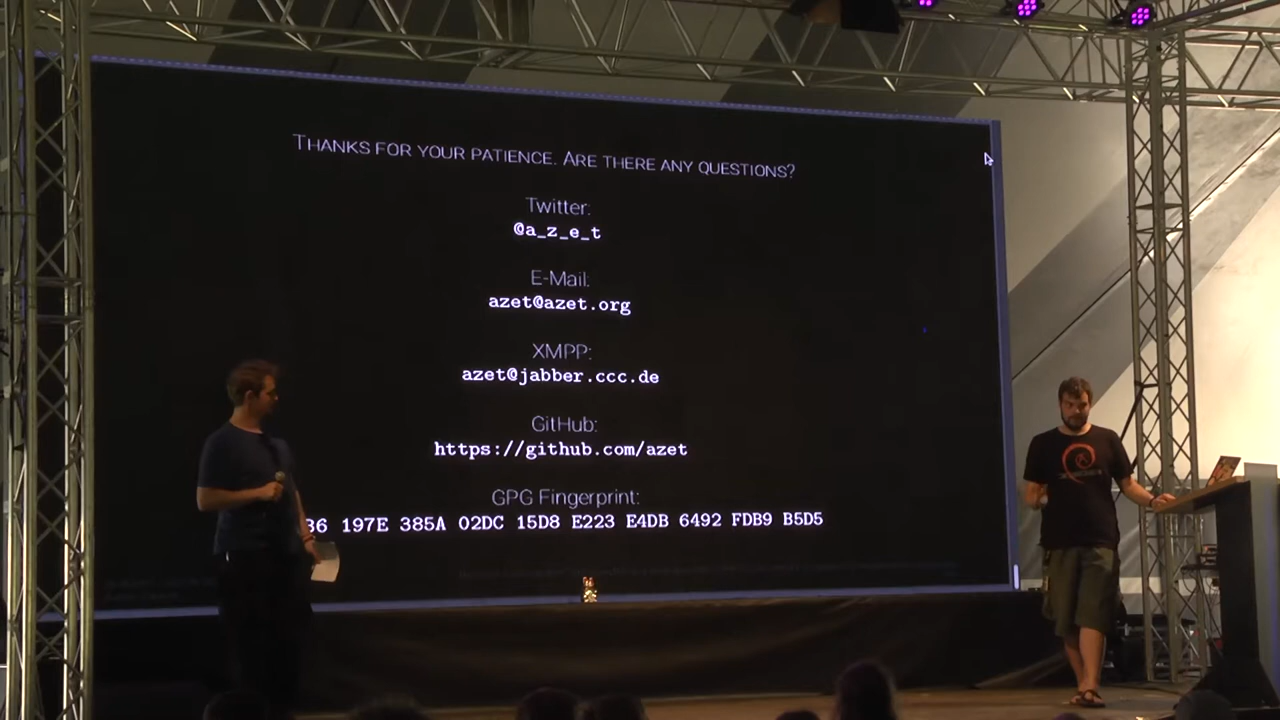 THANKS FOR YOUR PATIENCE. ARE THERE ANY QUESTIONS?
Twitter:
@a_z_e_t
E-Mail:
azet@azet.org
XMPP:
azet@jabber.ccc.de
GitHub:
https://github.com/azet
GPG Fingerprint:
197E 385A 02DC 15D8 E223 E4DB 6492 FDB9 B5D5